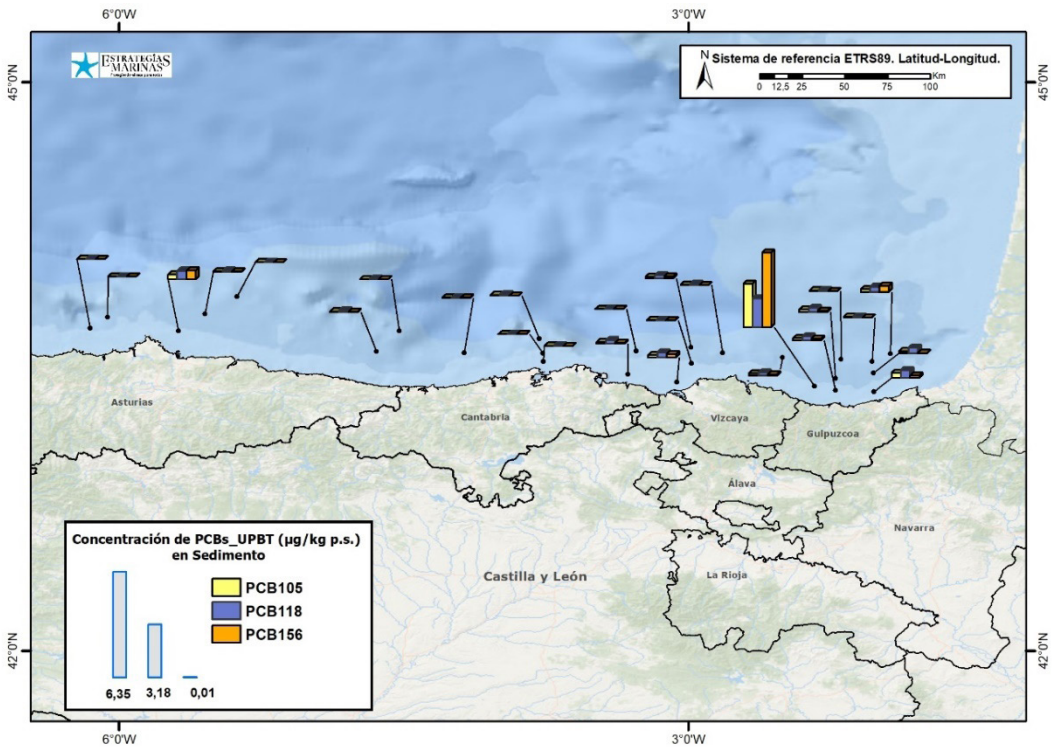 6°0'W 3°0'W
ESTRATEGIAS
MARINAS
N
Sistema de referencia ETRS89. Latitud-Longitud.
Km
0 12,5 25 50 75 100
45°0'N 45°0'N
Asturias
Cantabria
Vizcaya
Guipuzcoa
Álava
Navarra
Castilla y León
La Rioja
Concentración de PCBs_UPBT (µg/kg p.s.)
en Sedimento
PCB105
PCB118
PCB156
6,35 3,18 0,01
42°0'N 42°0'N
6°0'W 3°0'W